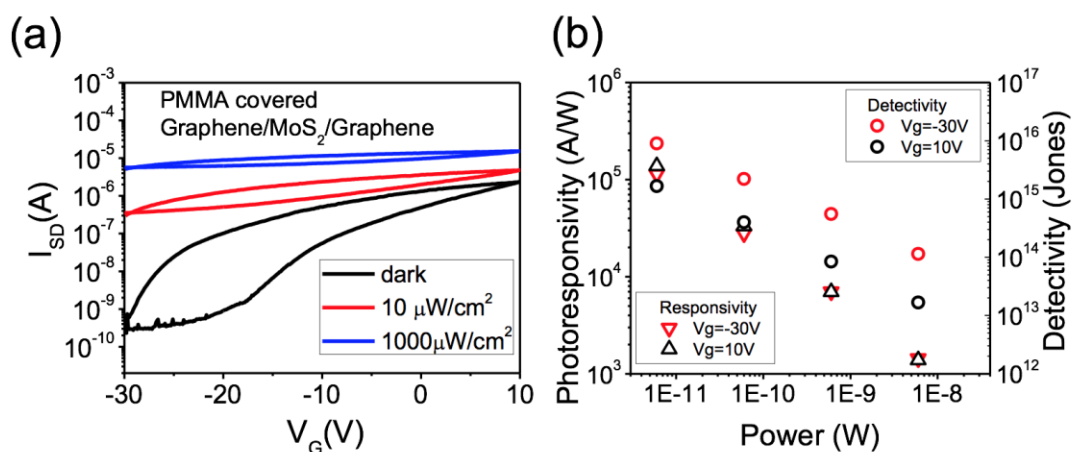 (a)
10⁻³
10⁻⁴
10⁻⁵
10⁻⁶
10⁻⁷
10⁻⁸
10⁻⁹
10⁻¹⁰
I_SD(A)
PMMA covered
Graphene/MoS₂/Graphene
dark
10 μW/cm²
1000μW/cm²
-30 -20 -10 0 10
V_G(V)
(b)
Photoresponsivity (A/W)
10⁶
10⁵
10⁴
10³
Detectivity
Vg=-30V
Vg=10V
Responsivity
Vg=-30V
Vg=10V
10¹⁷
10¹⁶
10¹⁵
10¹⁴
10¹³
10¹²
Detectivity (Jones)
1E-11 1E-10 1E-9 1E-8
Power (W)